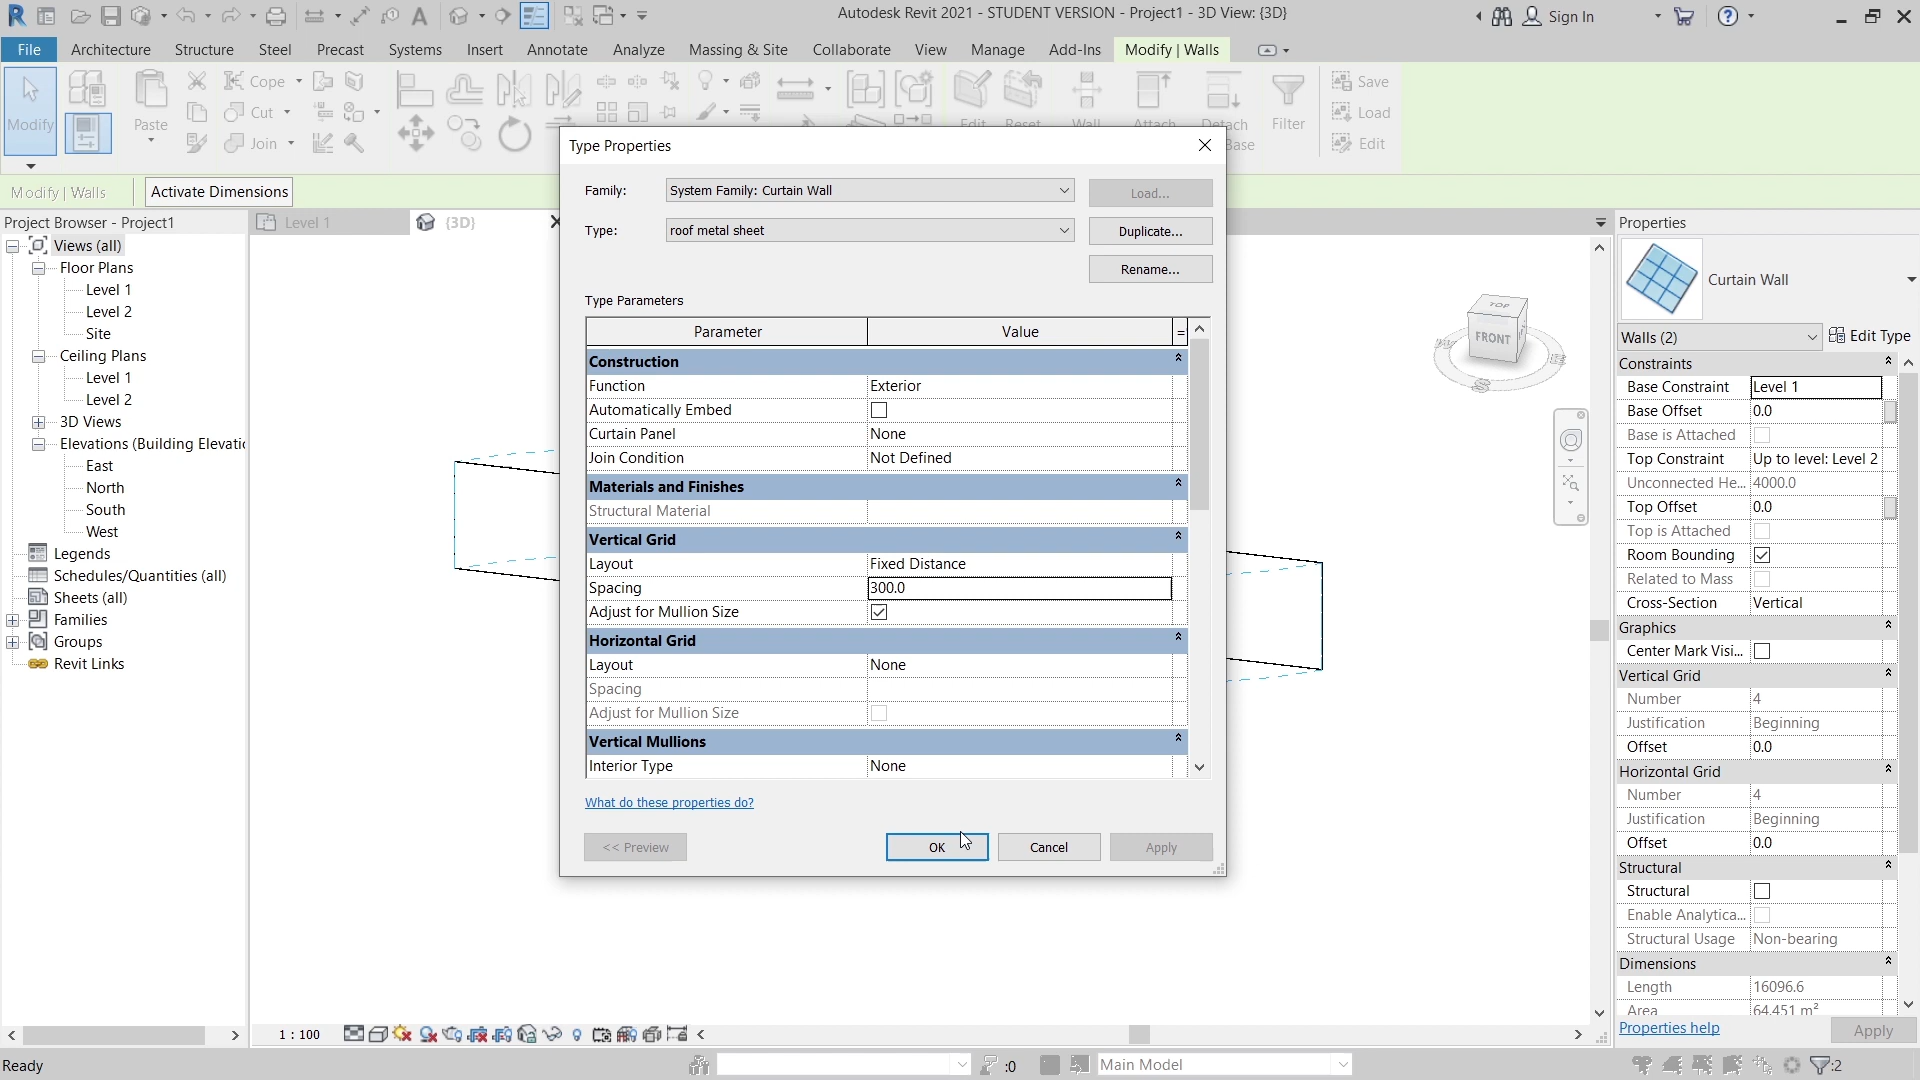 Autodesk Revit 2021 - STUDENT VERSION - Project1 - 3D View: {3D}
Sign In
File Architecture Structure Steel Precast Systems Insert Annotate Analyze Massing & Site Collaborate View Manage Add-Ins Modify | Walls
Modify
Paste
Cope
Cut
Join
Edit Reset Wall Attach Detach
Base
Filter
Save
Load
Edit
Modify | Walls
Activate Dimensions
Project Browser - Project1
Views (all)
Floor Plans
Level 1
Level 2
Site
Ceiling Plans
Level 1
Level 2
3D Views
Elevations (Building Elevatio
East
North
South
West
Legends
Schedules/Quantities (all)
Sheets (all)
Families
Groups
Revit Links
Level 1
{3D}
Type Properties
Family: System Family: Curtain Wall Load...
Type: roof metal sheet Duplicate...
Rename...
Type Parameters
Parameter Value =
Construction
Function Exterior
Automatically Embed
Curtain Panel None
Join Condition Not Defined
Materials and Finishes
Structural Material
Vertical Grid
Layout Fixed Distance
Spacing 300.0
Adjust for Mullion Size
Horizontal Grid
Layout None
Spacing
Adjust for Mullion Size
Vertical Mullions
Interior Type None
What do these properties do?
<< Preview OK Cancel Apply
TOP
FRONT
Properties
Curtain Wall
Walls (2) Edit Type
Constraints
Base Constraint Level 1
Base Offset 0.0
Base is Attached
Top Constraint Up to level: Level 2
Unconnected He... 4000.0
Top Offset 0.0
Top is Attached
Room Bounding
Related to Mass
Cross-Section Vertical
Graphics
Center Mark Visi...
Vertical Grid
Number 4
Justification Beginning
Offset 0.0
Horizontal Grid
Number 4
Justification Beginning
Offset 0.0
Structural
Structural
Enable Analytica...
Structural Usage Non-bearing
Dimensions
Length 16096.6
Area 64.451 m²
Properties help Apply
1 : 100
Ready
:0
Main Model
:2